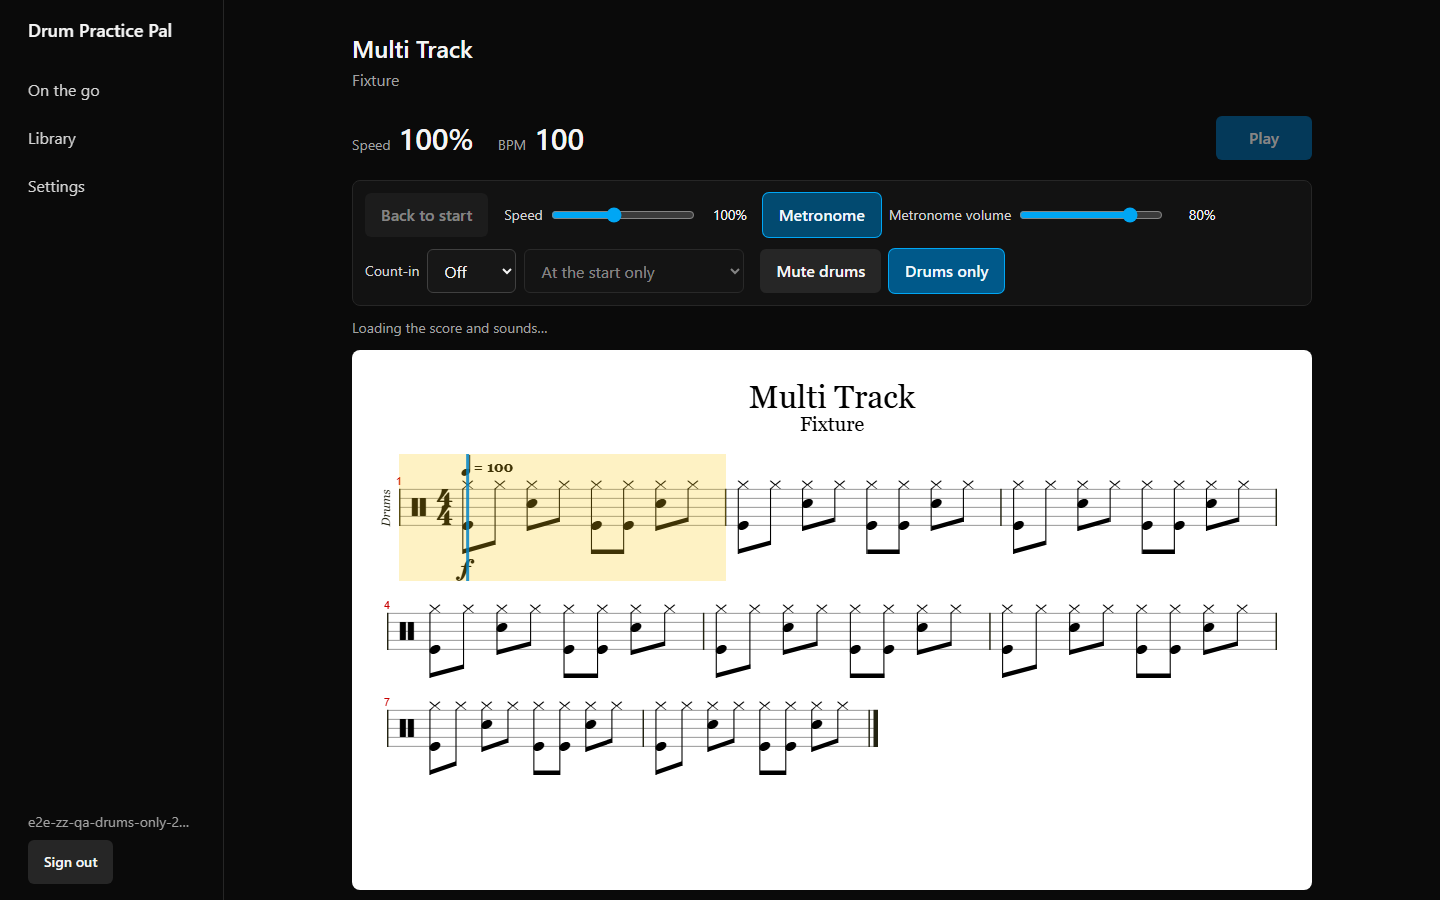 Drum Practice Pal
On the go
Library
Settings
e2e-zz-qa-drums-only-2...
Sign out
Multi Track
Fixture
Speed 100% BPM 100
Play
Back to start Speed 100% Metronome Metronome volume 80%
Count-in Off At the start only Mute drums Drums only
Loading the score and sounds...
Multi Track
Fixture
= 100
1
Drums
4
4
f
4
7